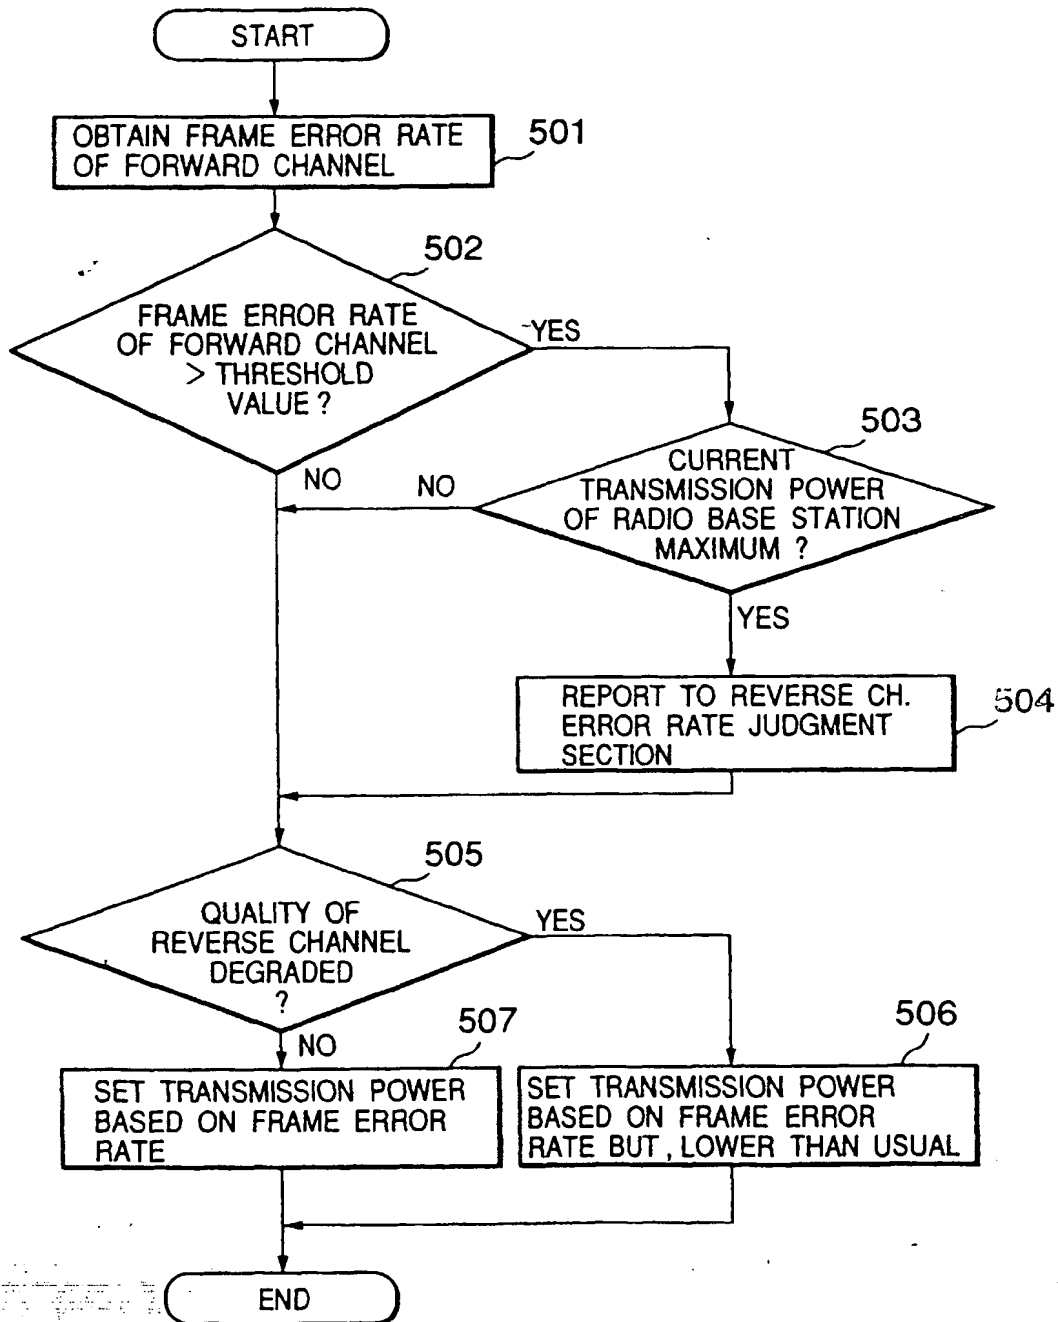 START
OBTAIN FRAME ERROR RATE
OF FORWARD CHANNEL
501
502
FRAME ERROR RATE
OF FORWARD CHANNEL
> THRESHOLD
VALUE ?
YES
NO
503
CURRENT
TRANSMISSION POWER
OF RADIO BASE STATION
MAXIMUM ?
NO
YES
REPORT TO REVERSE CH.
ERROR RATE JUDGMENT
SECTION
504
505
QUALITY OF
REVERSE CHANNEL
DEGRADED
?
YES
NO
507
SET TRANSMISSION POWER
BASED ON FRAME ERROR
RATE
506
SET TRANSMISSION POWER
BASED ON FRAME ERROR
RATE BUT, LOWER THAN USUAL
END